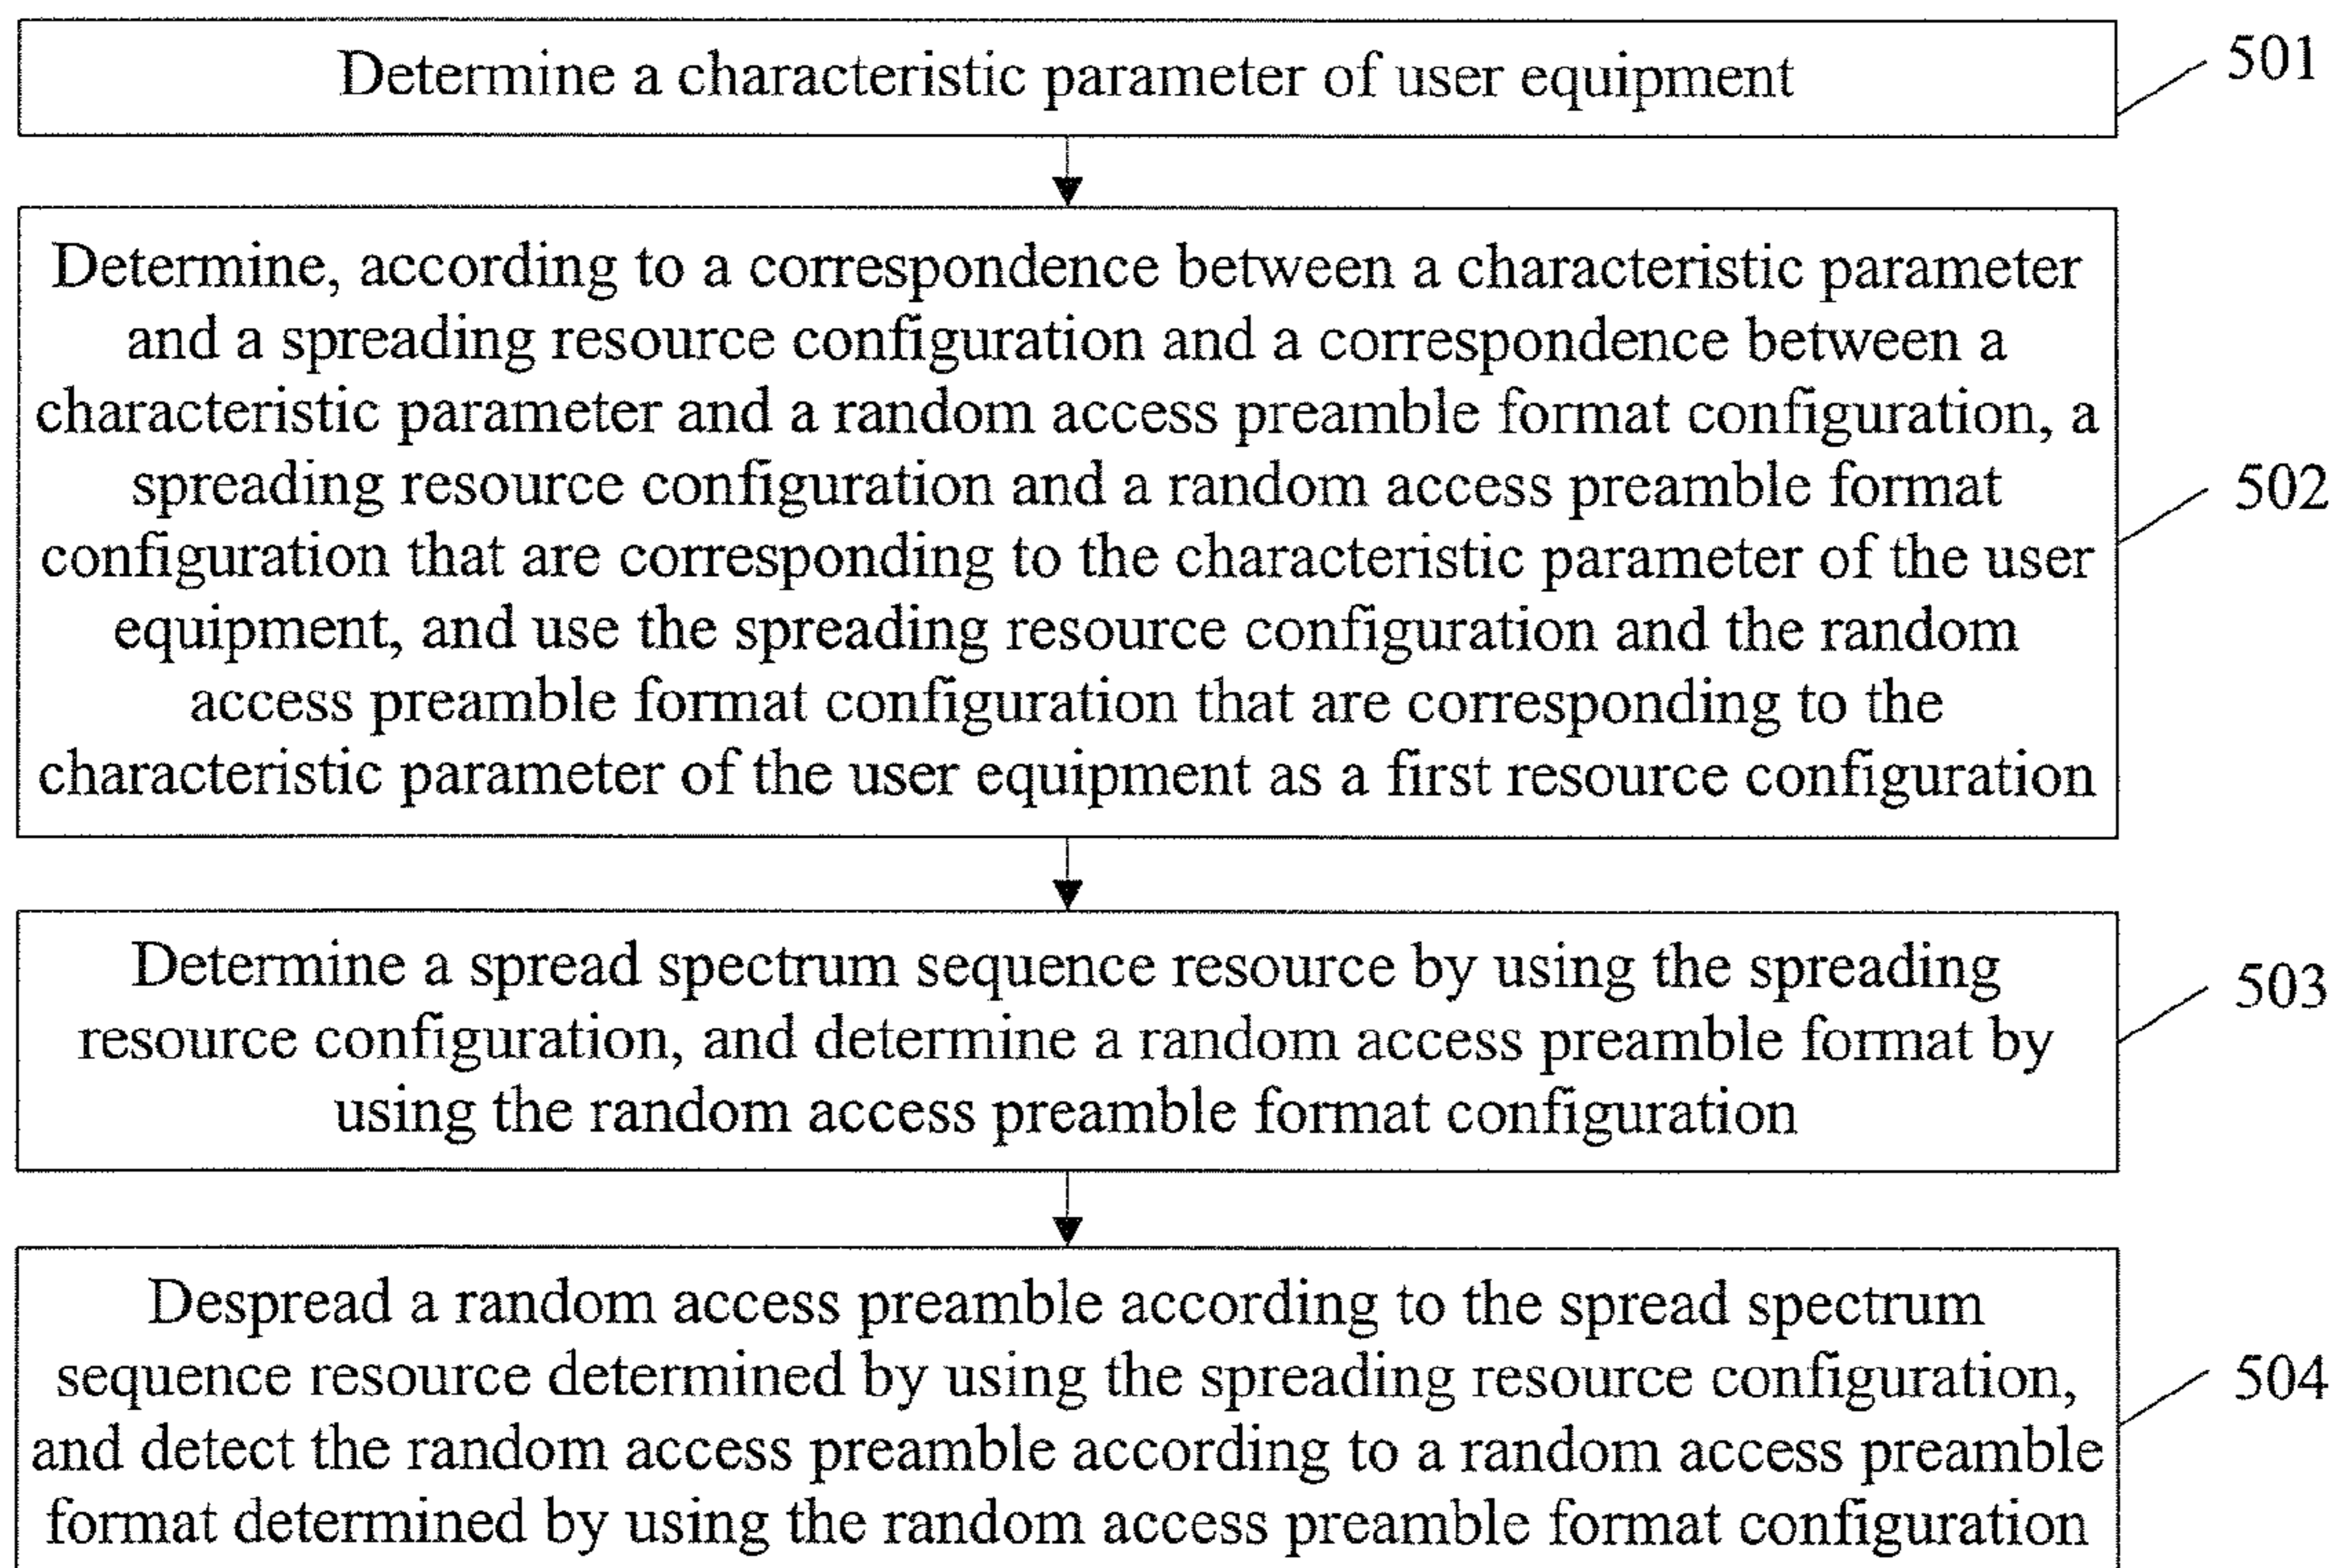 Determine a characteristic parameter of user equipment
501
Determine, according to a correspondence between a characteristic parameter
and a spreading resource configuration and a correspondence between a
characteristic parameter and a random access preamble format configuration, a
spreading resource configuration and a random access preamble format
configuration that are corresponding to the characteristic parameter of the user
equipment, and use the spreading resource configuration and the random
access preamble format configuration that are corresponding to the
characteristic parameter of the user equipment as a first resource configuration
502
Determine a spread spectrum sequence resource by using the spreading
resource configuration, and determine a random access preamble format by
using the random access preamble format configuration
503
Despread a random access preamble according to the spread spectrum
sequence resource determined by using the spreading resource configuration,
and detect the random access preamble according to a random access preamble
format determined by using the random access preamble format configuration
504